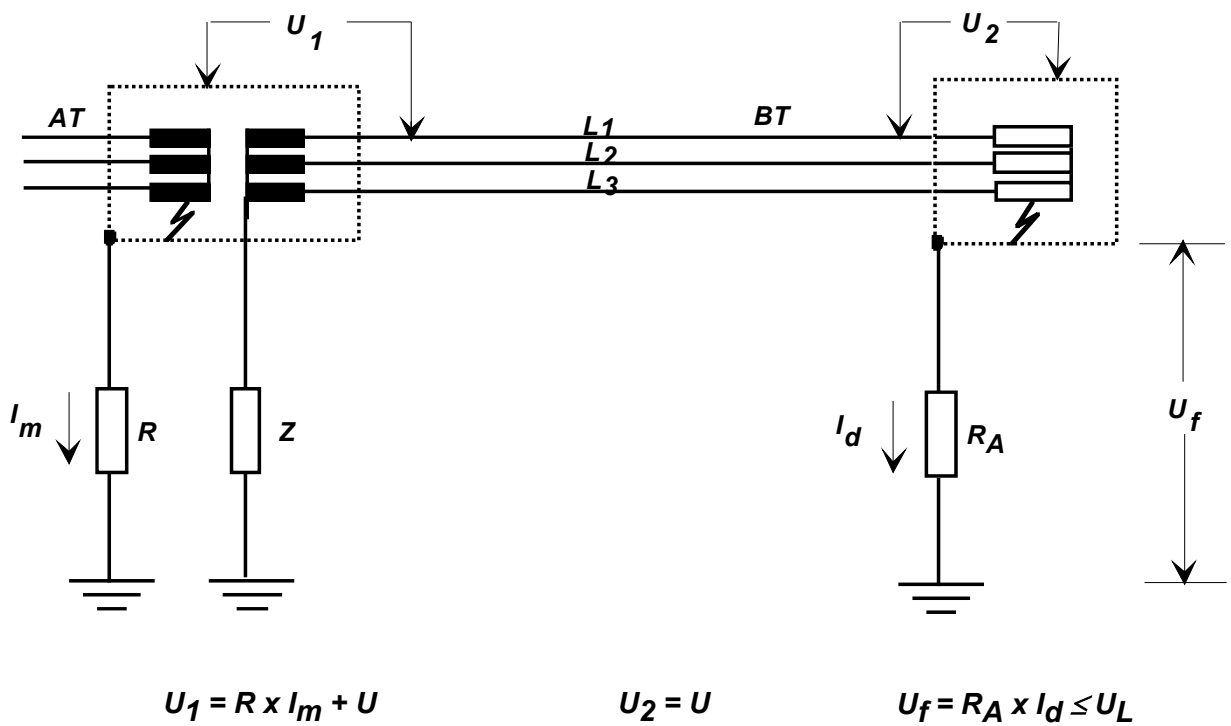 U1 U2
AT L1 BT
L2
L3
Im R Z Id RA Uf
U1 = R x Im + U U2 = U Uf = RA x Id ≤ UL